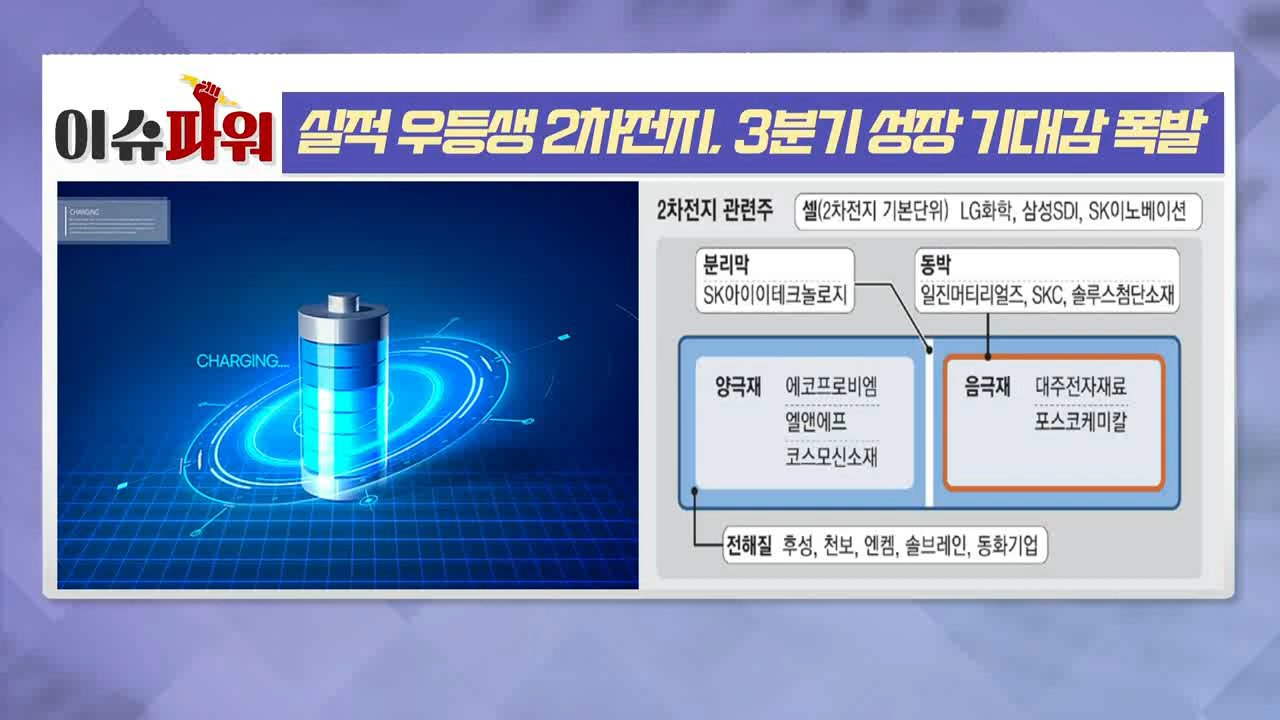 이슈파워
실적 우등생 2차전지, 3분기 성장 기대감 폭발
CHARGING
CHARGING....
2차전지 관련주
셀(2차전지 기본단위) LG화학, 삼성SDI, SK이노베이션
분리막
SK아이이테크놀로지
동박
일진머티리얼즈, SKC, 솔루스첨단소재
양극재 에코프로비엠
엘앤에프
코스모신소재
음극재 대주전자재료
포스코케미칼
전해질 후성, 천보, 엔켐, 솔브레인, 동화기업